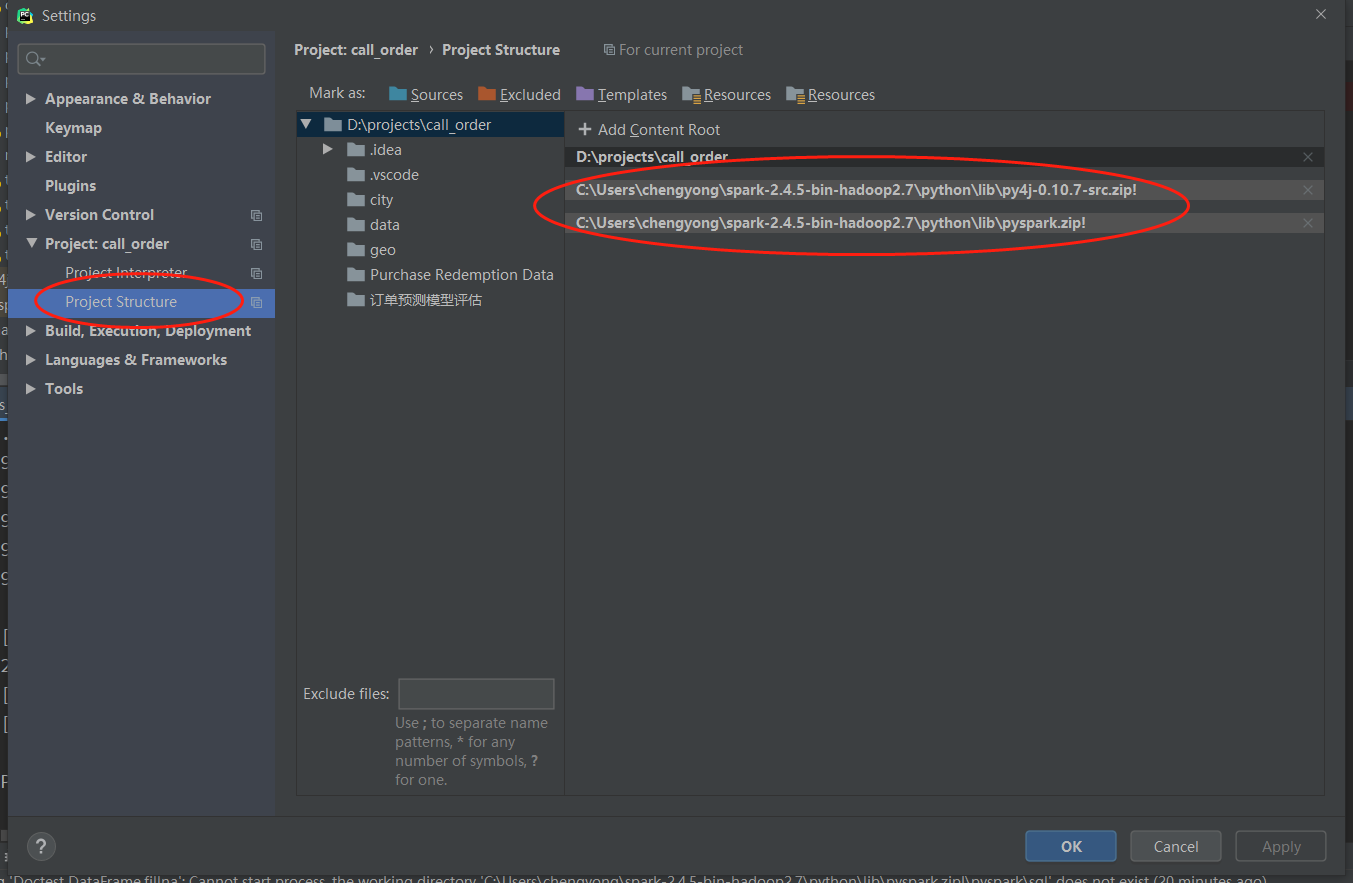 PC Settings
Project: call_order › Project Structure
For current project
Appearance & Behavior
Keymap
Editor
Plugins
Version Control
Project: call_order
Project Interpreter
Project Structure
Build, Execution, Deployment
Languages & Frameworks
Tools
Mark as: Sources Excluded Templates Resources Resources
D:\projects\call_order
.idea
.vscode
city
data
geo
Purchase Redemption Data
订单预测模型评估
Exclude files:
Use ; to separate name
patterns, * for any
number of symbols, ?
for one.
+ Add Content Root
D:\projects\call_order
C:\Users\chengyong\spark-2.4.5-bin-hadoop2.7\python\lib\py4j-0.10.7-src.zip!
C:\Users\chengyong\spark-2.4.5-bin-hadoop2.7\python\lib\pyspark.zip!
?
OK Cancel Apply
'Doctest DataFrame.fillna': Cannot start process, the working directory 'C:\Users\chengyong\spark-2.4.5-bin-hadoop2.7\python\lib\pyspark.zip!\pyspark\sql' does not exist (20 minutes ago)